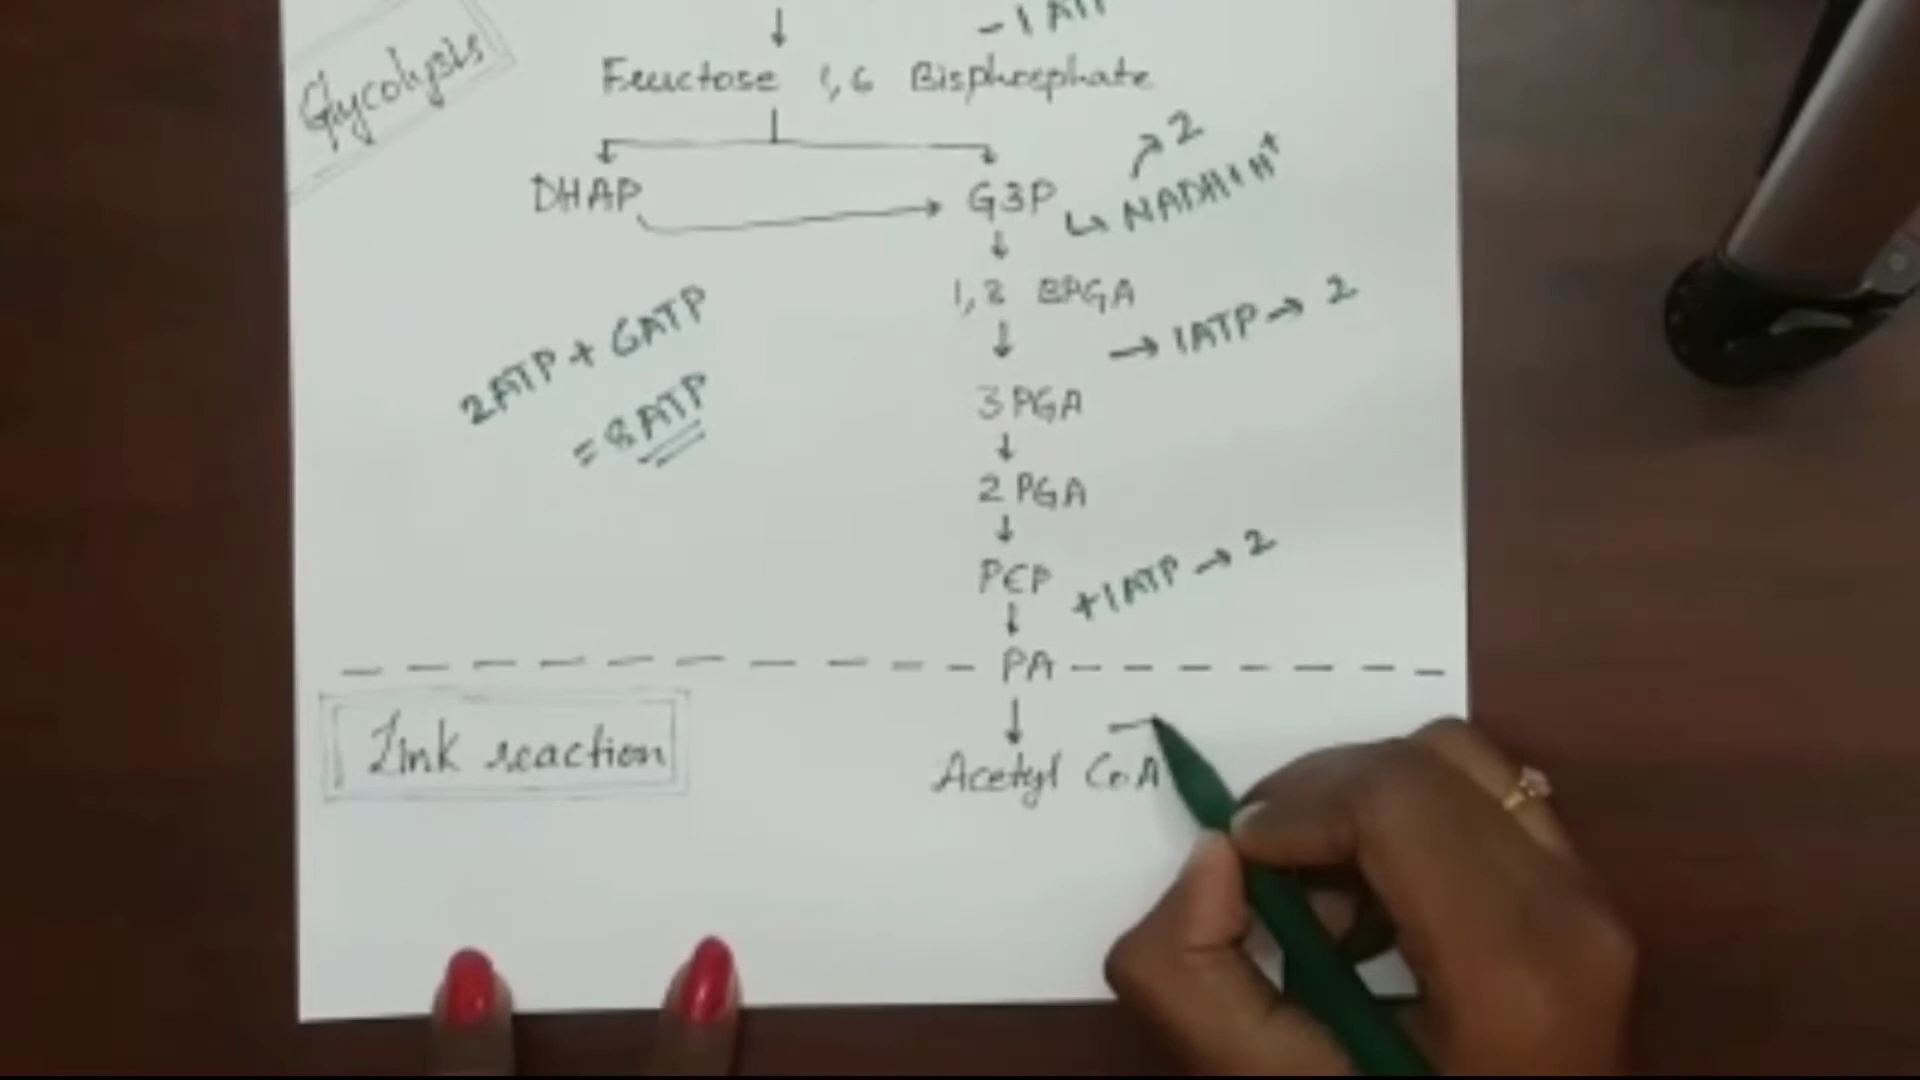 Glycolysis
-1 ATP
Fructose 1,6 Bisphosphate
2
DHAP
G3P
NADH+H+
1,3 BPGA
1ATP → 2
2ATP + 6ATP
= 8ATP
3 PGA
2 PGA
PEP
+1ATP → 2
PA
Link reaction
Acetyl CoA